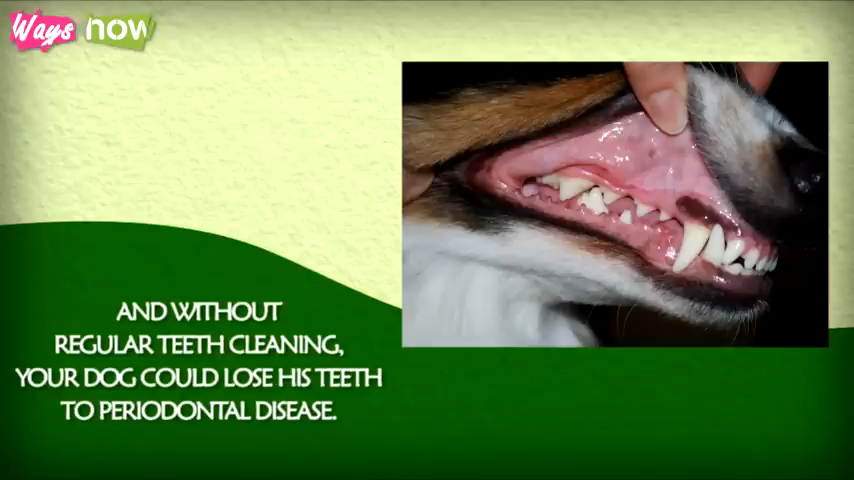 Ways now
AND WITHOUT
REGULAR TEETH CLEANING,
YOUR DOG COULD LOSE HIS TEETH
TO PERIODONTAL DISEASE.